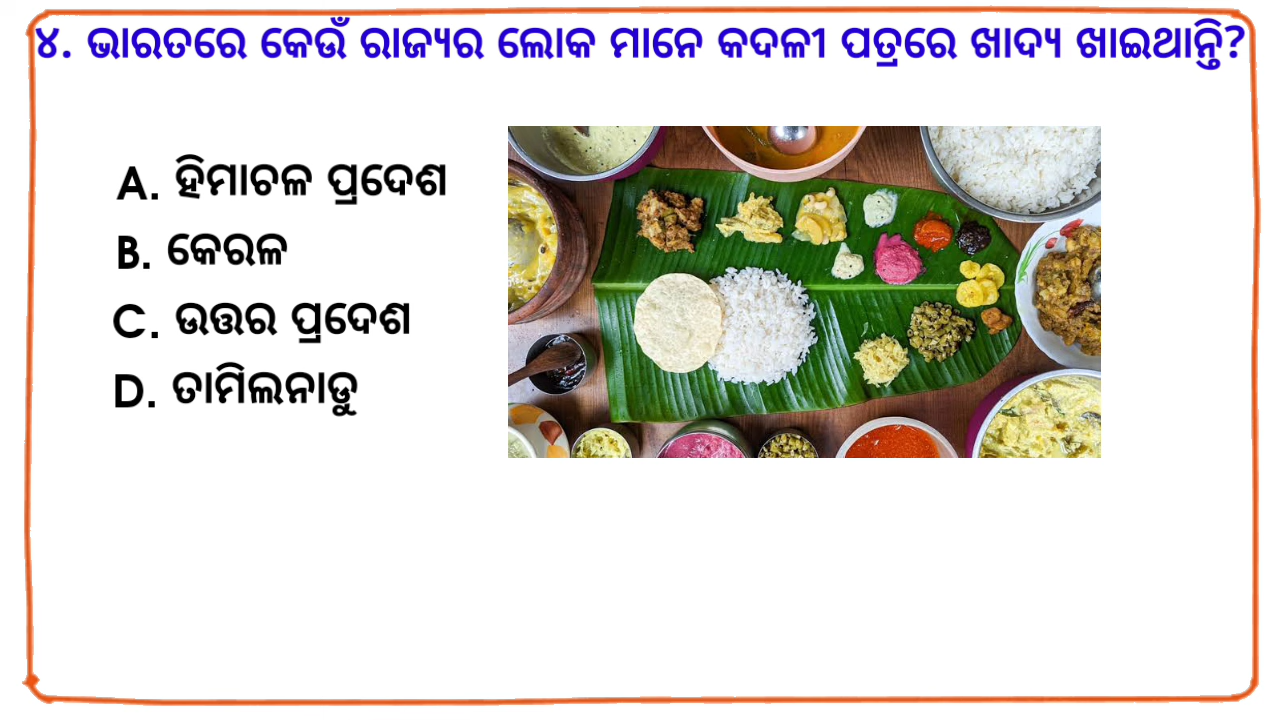 ୪. ଭାରତରେ କେଉଁ ରାଜ୍ୟର ଲୋକ ମାନେ କଦଳୀ ପତ୍ରରେ ଖାଦ୍ୟ ଖାଇଥାନ୍ତି?
A. ହିମାଚଳ ପ୍ରଦେଶ
B. କେରଳ
C. ଉତ୍ତର ପ୍ରଦେଶ
D. ତାମିଲନାଡୁ